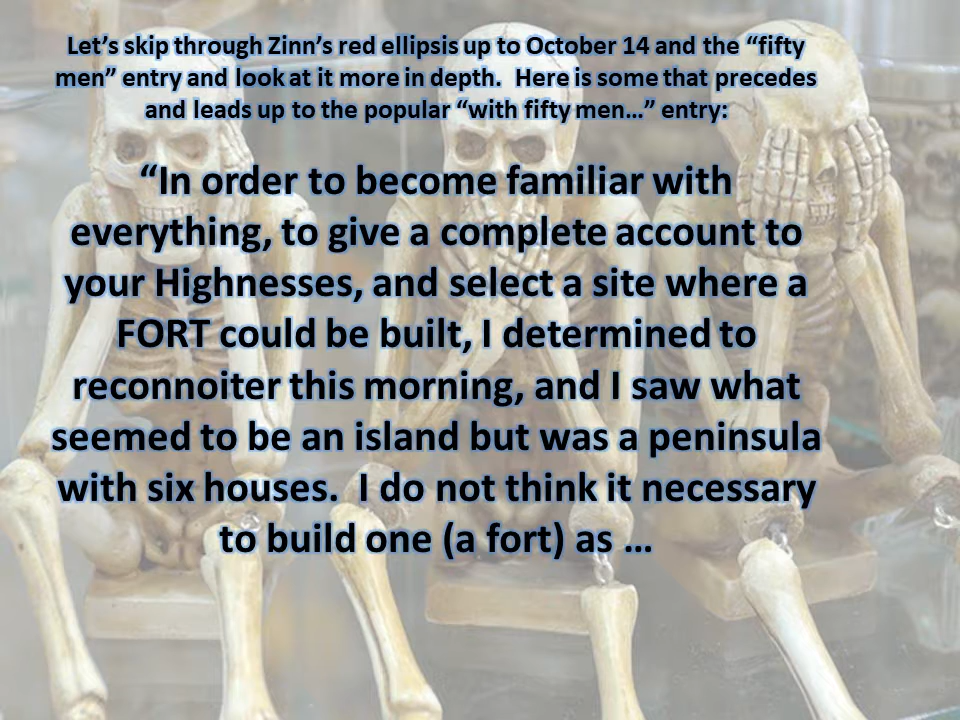 Let’s skip through Zinn’s red ellipsis up to October 14 and the “fifty
men” entry and look at it more in depth.  Here is some that precedes
and leads up to the popular “with fifty men…” entry:
“In order to become familiar with
everything, to give a complete account to
your Highnesses, and select a site where a
FORT could be built, I determined to
reconnoiter this morning, and I saw what
seemed to be an island but was a peninsula
with six houses.  I do not think it necessary
to build one (a fort) as …